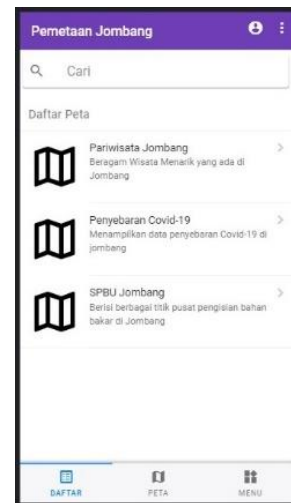 Pemetaan Jombang
Cari
Daftar Peta
Pariwisata Jombang
Beragam Wisata Menarik yang ada di
Jombang
Penyebaran Covid-19
Menampilkan data penyebaran Covid-19 di
jombang
SPBU Jombang
Berisi berbagai titik pusat pengisian bahan
bakar di Jombang
DAFTAR
PETA
MENU